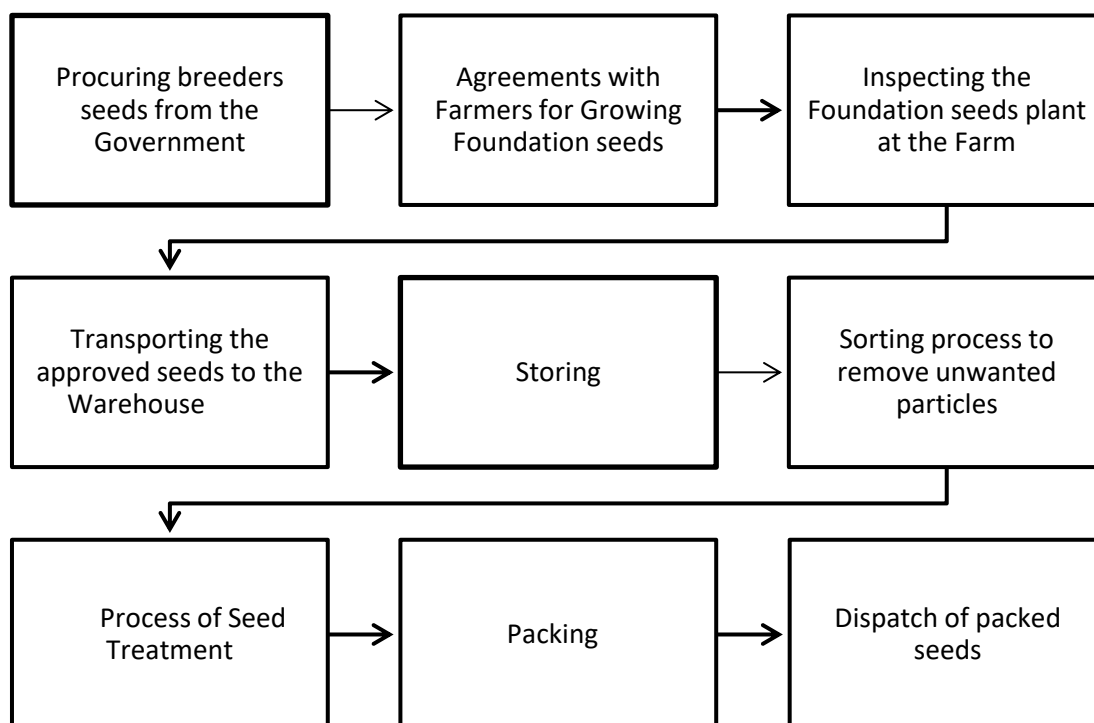 Procuring breeders
seeds from the
Government
Agreements with
Farmers for Growing
Foundation seeds
Inspecting the
Foundation seeds plant
at the Farm
Transporting the
approved seeds to the
Warehouse
Storing
Sorting process to
remove unwanted
particles
Process of Seed
Treatment
Packing
Dispatch of packed
seeds